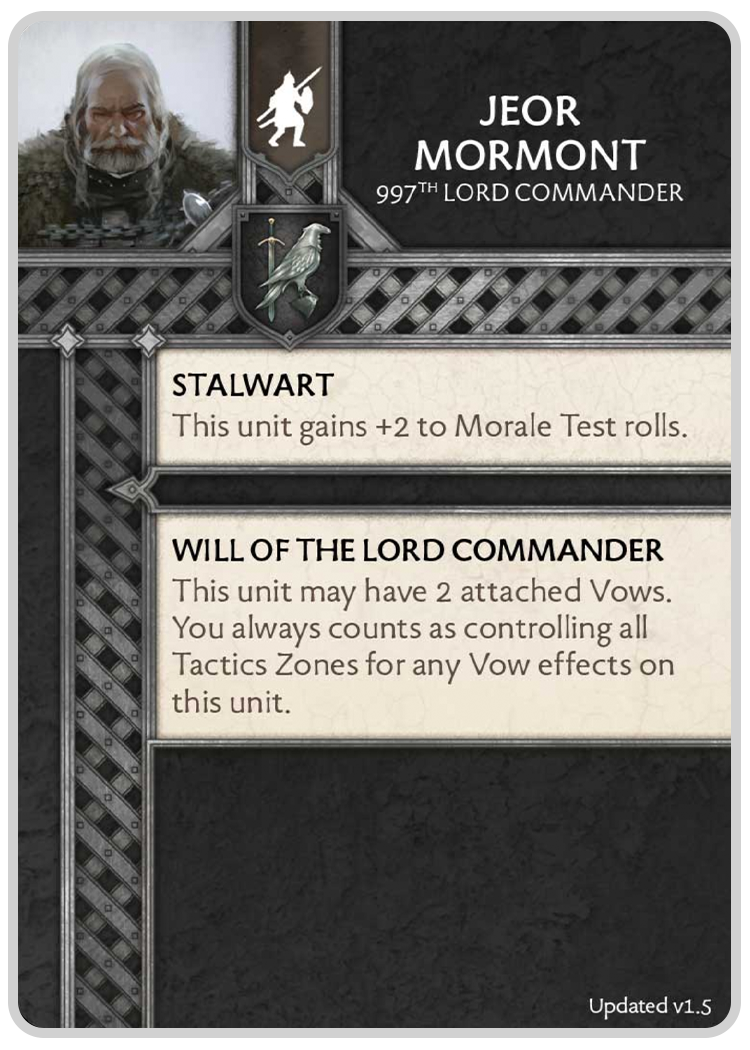 JEOR
MORMONT
997TH LORD COMMANDER
STALWART
This unit gains +2 to Morale Test rolls.
WILL OF THE LORD COMMANDER
This unit may have 2 attached Vows.
You always counts as controlling all
Tactics Zones for any Vow effects on
this unit.
Updated v1.5